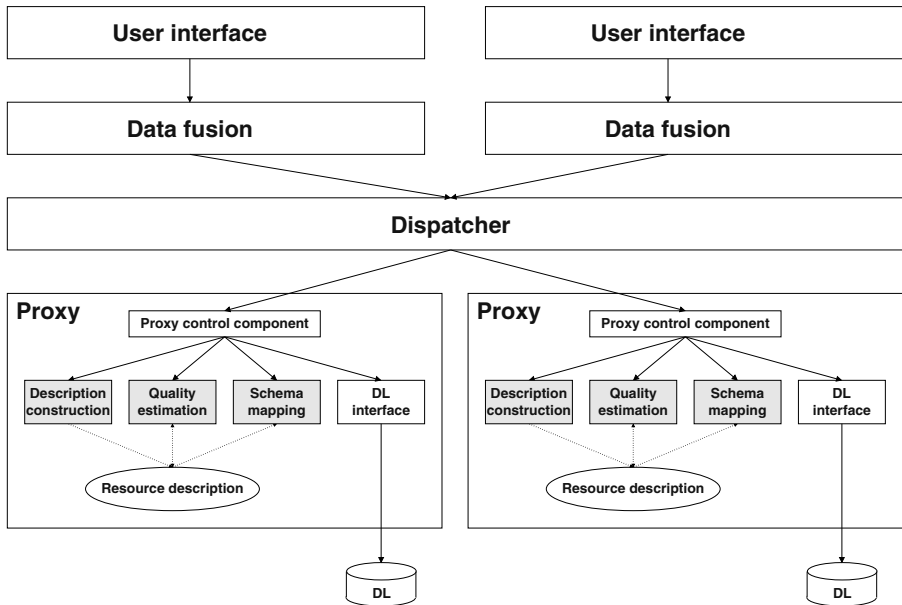 User interface
User interface
Data fusion
Data fusion
Dispatcher
Proxy
Proxy control component
Description
construction
Quality
estimation
Schema
mapping
DL
interface
Resource description
DL
Proxy
Proxy control component
Description
construction
Quality
estimation
Schema
mapping
DL
interface
Resource description
DL